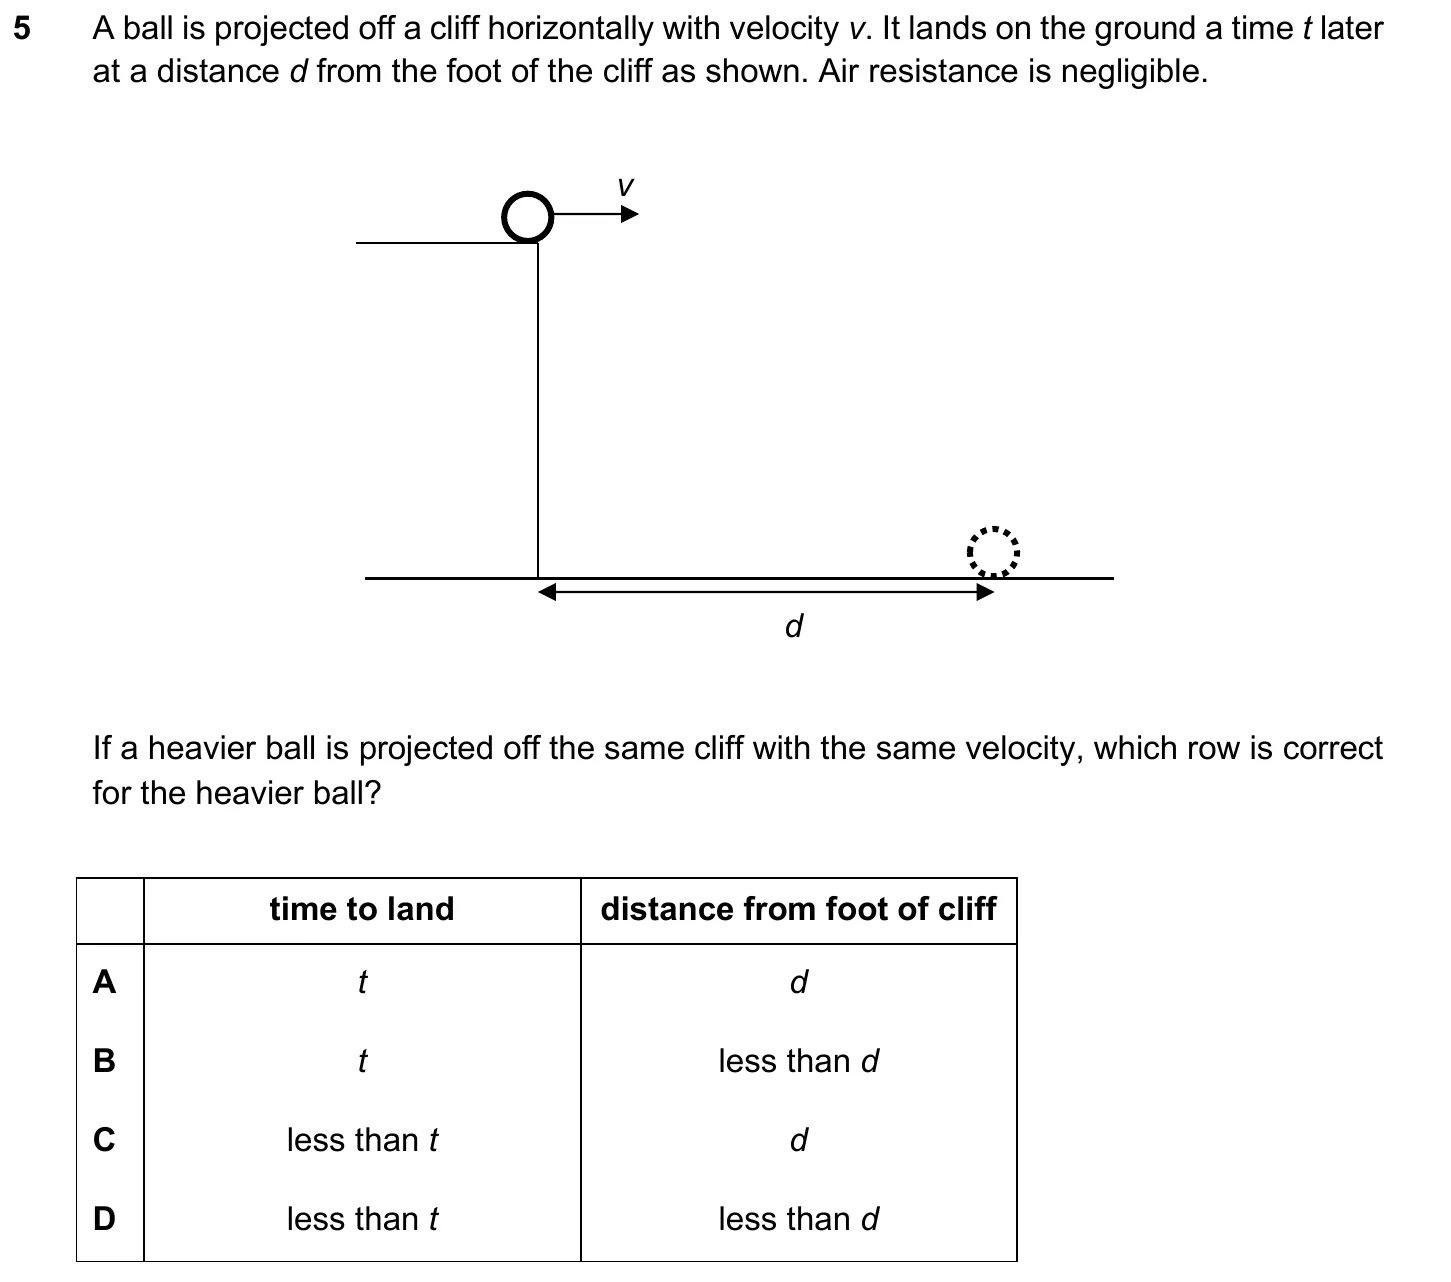 5 A ball is projected off a cliff horizontally with velocity v. It lands on the ground a time t later
at a distance d from the foot of the cliff as shown. Air resistance is negligible.
v
d
If a heavier ball is projected off the same cliff with the same velocity, which row is correct
for the heavier ball?
time to land distance from foot of cliff
A t d
B t less than d
C less than t d
D less than t less than d